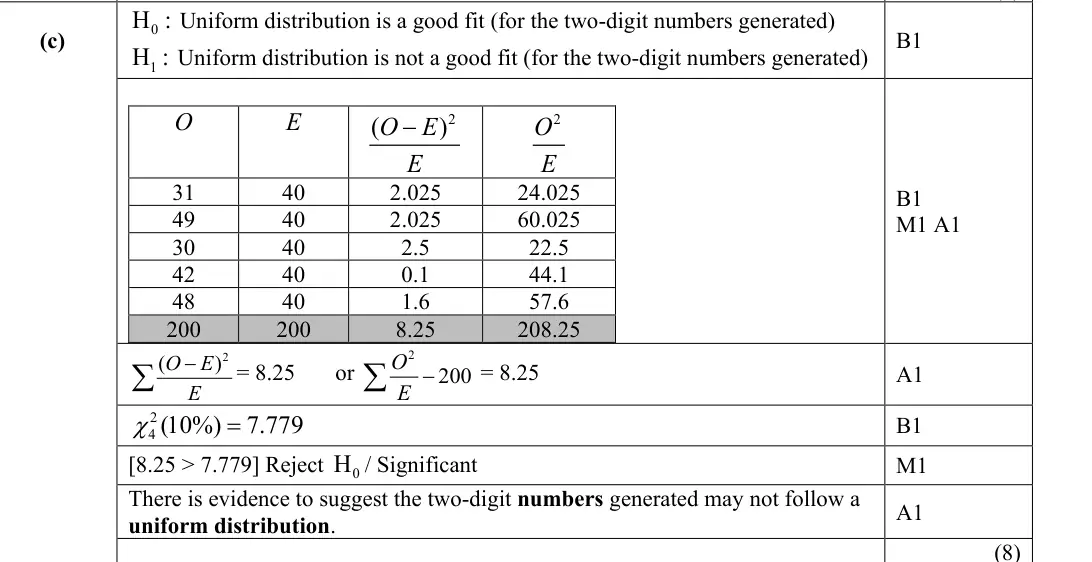 (c)
H₀ : Uniform distribution is a good fit (for the two-digit numbers generated)
H₁ : Uniform distribution is not a good fit (for the two-digit numbers generated)
B1
O E (O − E)²/E O²/E
31 40 2.025 24.025
49 40 2.025 60.025
30 40 2.5 22.5
42 40 0.1 44.1
48 40 1.6 57.6
200 200 8.25 208.25
B1
M1 A1
∑(O − E)²/E = 8.25 or ∑O²/E − 200 = 8.25
A1
χ²₄(10%) = 7.779
B1
[8.25 > 7.779] Reject H₀ / Significant
M1
There is evidence to suggest the two-digit numbers generated may not follow a
uniform distribution.
A1
(8)